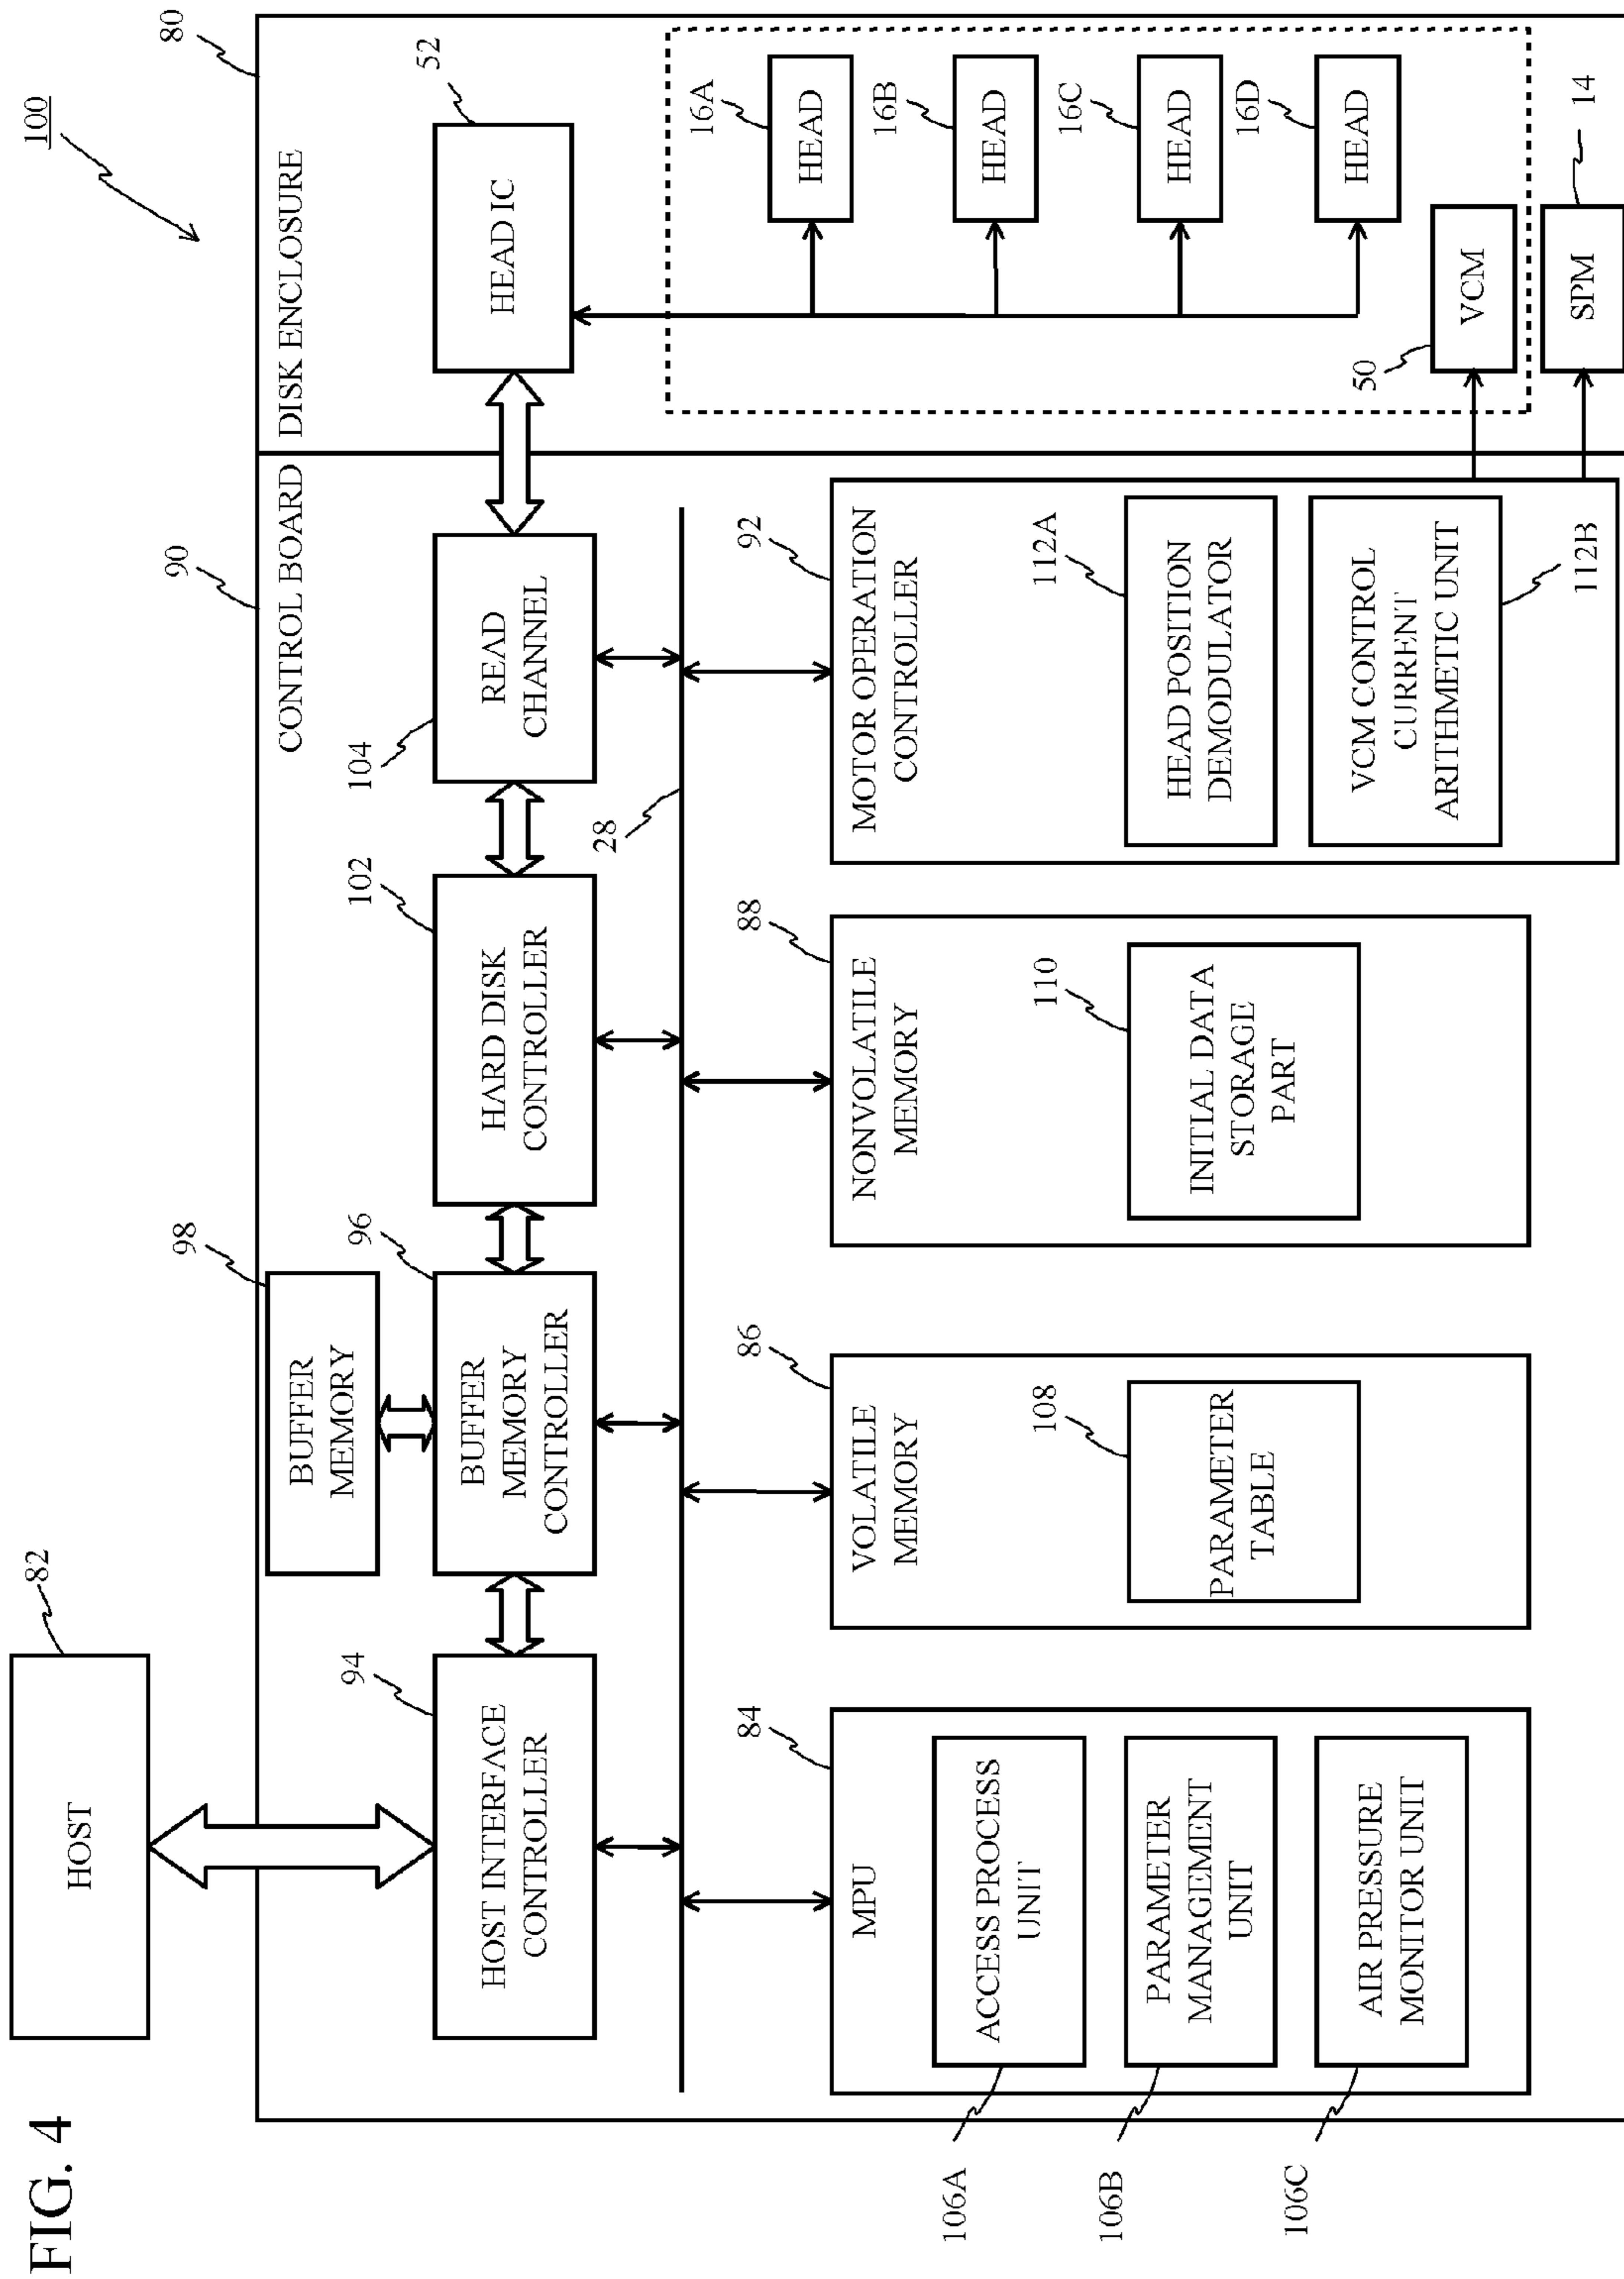 FIG. 4
100
HOST
82
90
CONTROL BOARD
80
DISK ENCLOSURE
BUFFER
MEMORY
98
HOST INTERFACE
CONTROLLER
94
BUFFER
MEMORY
CONTROLLER
96
HARD DISK
CONTROLLER
102
READ
CHANNEL
104
HEAD IC
52
28
MPU
84
ACCESS PROCESS
UNIT
106A
PARAMETER
MANAGEMENT
UNIT
106B
AIR PRESSURE
MONITOR UNIT
106C
VOLATILE
MEMORY
86
PARAMETER
TABLE
108
NONVOLATILE
MEMORY
88
INITIAL DATA
STORAGE
PART
110
MOTOR OPERATION
CONTROLLER
92
HEAD POSITION
DEMODULATOR
112A
VCM CONTROL
CURRENT
ARITHMETIC UNIT
112B
16A
HEAD
16B
HEAD
16C
HEAD
16D
HEAD
50
VCM
SPM
14